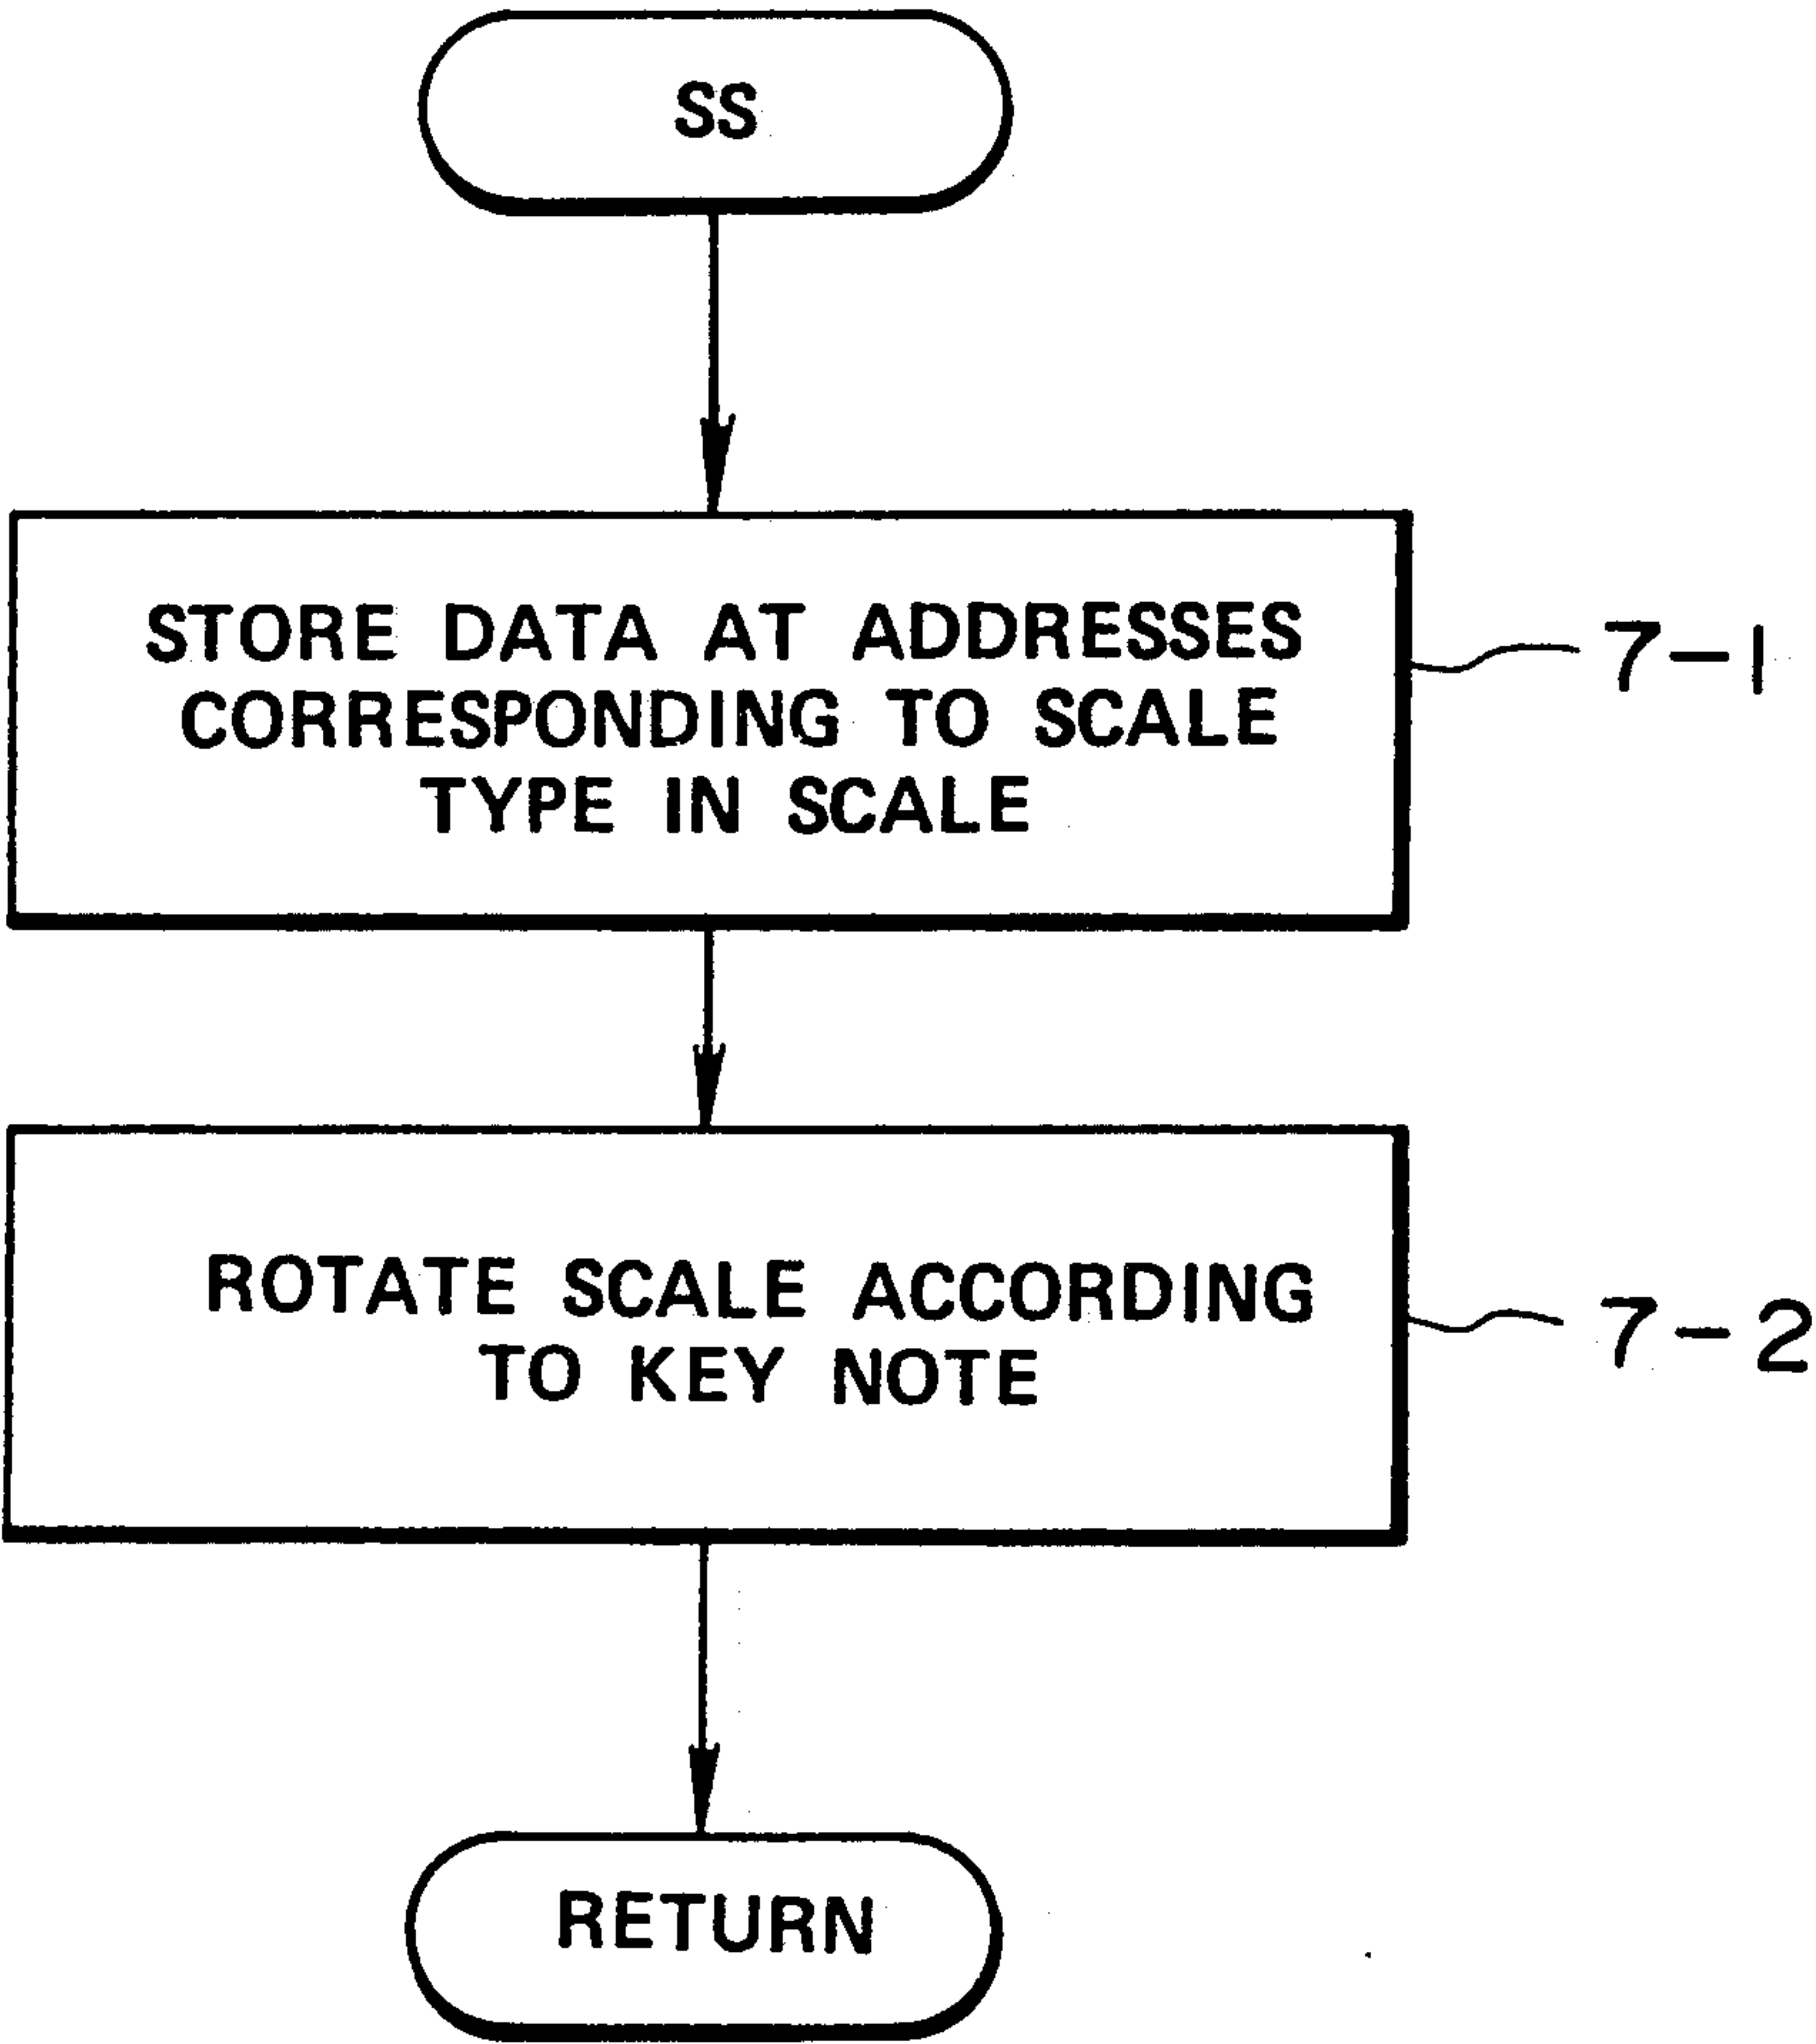 SS
STORE DATA AT ADDRESSES
CORRESPONDING TO SCALE
TYPE IN SCALE
7-1
ROTATE SCALE ACCORDING
TO KEY NOTE
7-2
RETURN